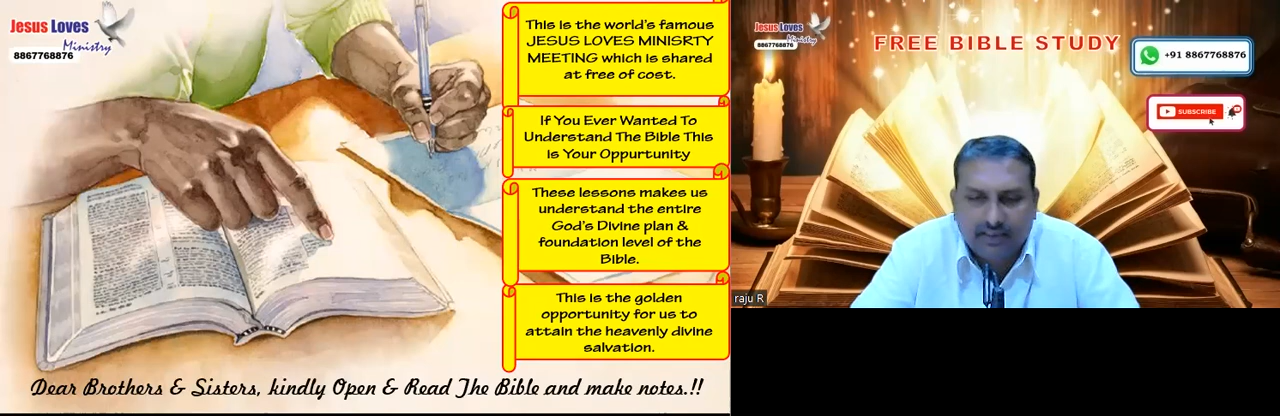 Jesus Loves
Ministry
8867768876
This is the world's famous
JESUS LOVES MINISRTY
MEETING which is shared
at free of cost.
If You Ever Wanted To
Understand The Bible This
is Your Oppurtunity
These lessons makes us
understand the entire
God's Divine plan &
foundation level of the
Bible.
This is the golden
opportunity for us to
attain the heavenly divine
salvation.
Dear Brothers & Sisters, kindly Open & Read The Bible and make notes.!!
Jesus Loves
Ministry
8867768876
FREE BIBLE STUDY
+91 8867768876
SUBSCRIBE
raju R